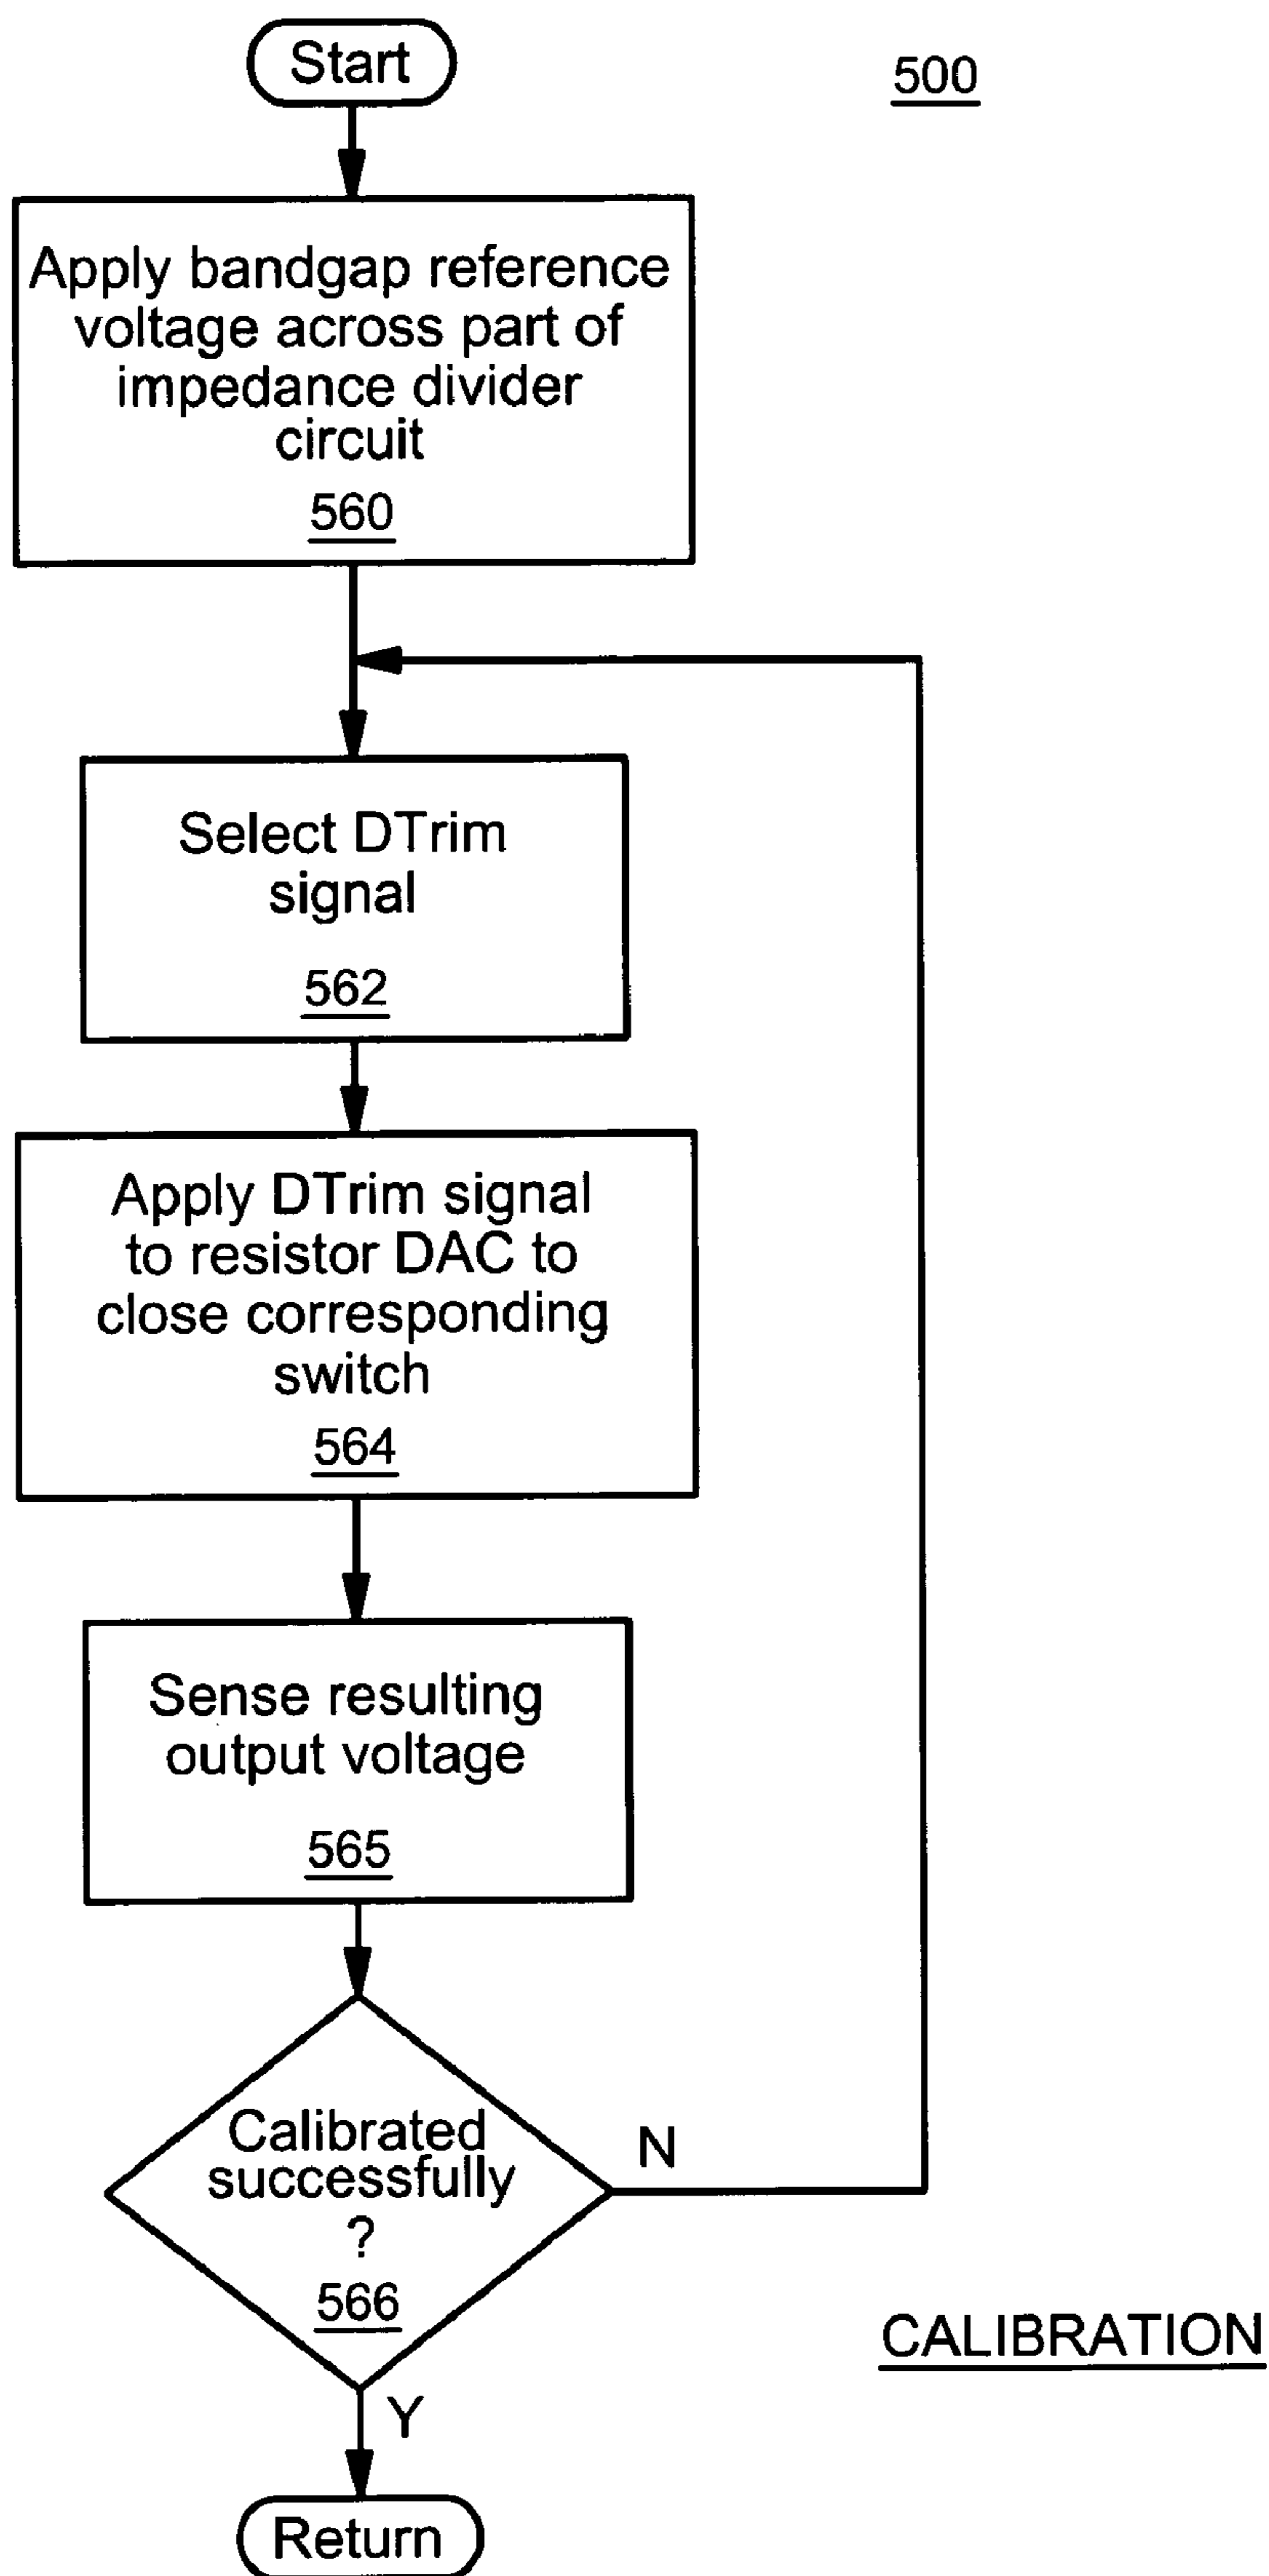 Start
500
Apply bandgap reference
voltage across part of
impedance divider
circuit
560
Select DTrim
signal
562
Apply DTrim signal
to resistor DAC to
close corresponding
switch
564
Sense resulting
output voltage
565
Calibrated
successfully
?
566
N
Y
CALIBRATION
Return